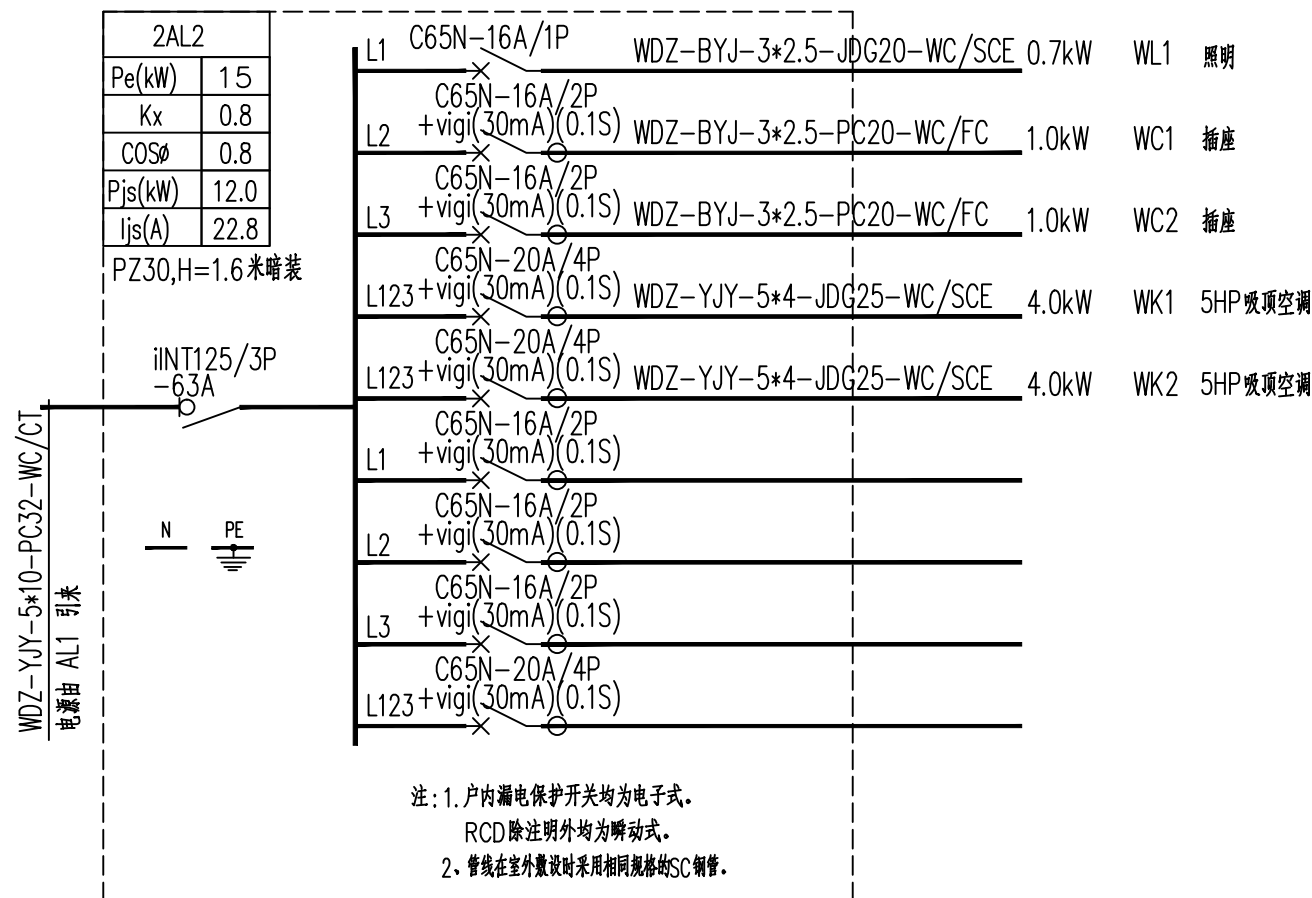 2AL2
Pe(kW) 15
Kx 0.8
COSø 0.8
Pjs(kW) 12.0
Ijs(A) 22.8
PZ30,H=1.6米暗装
iINT125/3P
-63A
WDZ-YJY-5*10-PC32-WC/CT
电源由 AL1 引来
N PE
L1 C65N-16A/1P WDZ-BYJ-3*2.5-JDG20-WC/SCE 0.7kW WL1 照明
C65N-16A/2P
L2 +vigi(30mA)(0.1S) WDZ-BYJ-3*2.5-PC20-WC/FC 1.0kW WC1 插座
C65N-16A/2P
L3 +vigi(30mA)(0.1S) WDZ-BYJ-3*2.5-PC20-WC/FC 1.0kW WC2 插座
C65N-20A/4P
L123 +vigi(30mA)(0.1S) WDZ-YJY-5*4-JDG25-WC/SCE 4.0kW WK1 5HP吸顶空调
C65N-20A/4P
L123 +vigi(30mA)(0.1S) WDZ-YJY-5*4-JDG25-WC/SCE 4.0kW WK2 5HP吸顶空调
C65N-16A/2P
L1 +vigi(30mA)(0.1S)
C65N-16A/2P
L2 +vigi(30mA)(0.1S)
C65N-16A/2P
L3 +vigi(30mA)(0.1S)
C65N-20A/4P
L123 +vigi(30mA)(0.1S)
注:1.户内漏电保护开关均为电子式。
RCD除注明外均为瞬动式。
2、管线在室外敷设时采用相同规格的SC钢管。